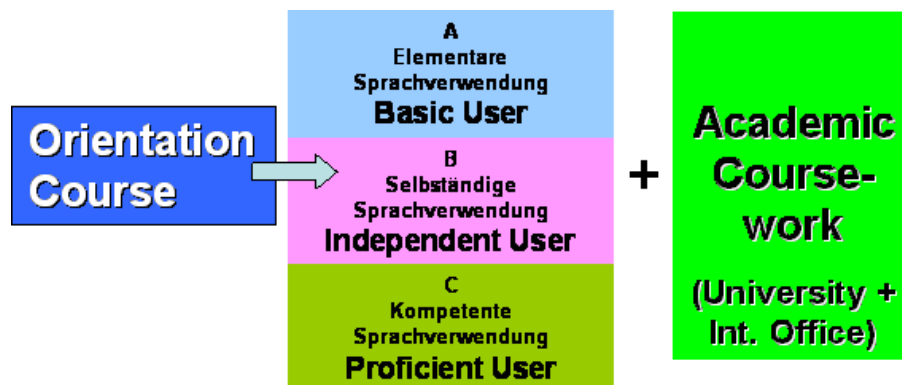 Orientation
Course
A
Elementare
Sprachverwendung
Basic User
B
Selbständige
Sprachverwendung
Independent User
C
Kompetente
Sprachverwendung
Proficient User
+
Academic
Course-
work
(University +
Int. Office)